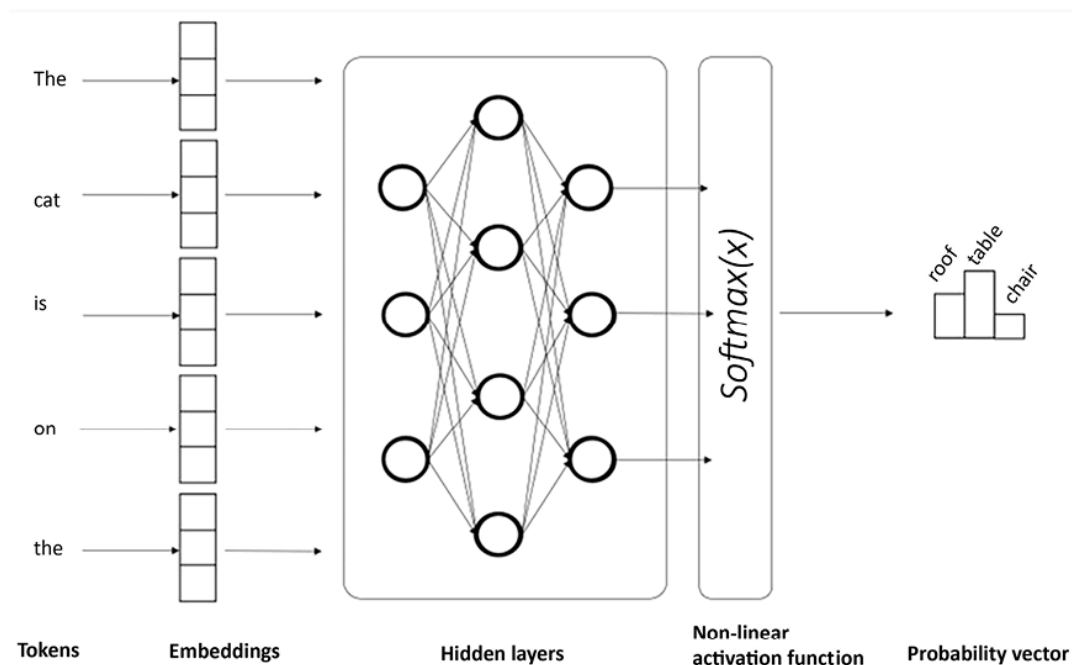 The
cat
is
on
the
Softmax(x)
roof
table
chair
Tokens
Embeddings
Hidden layers
Non-linear
activation function
Probability vector